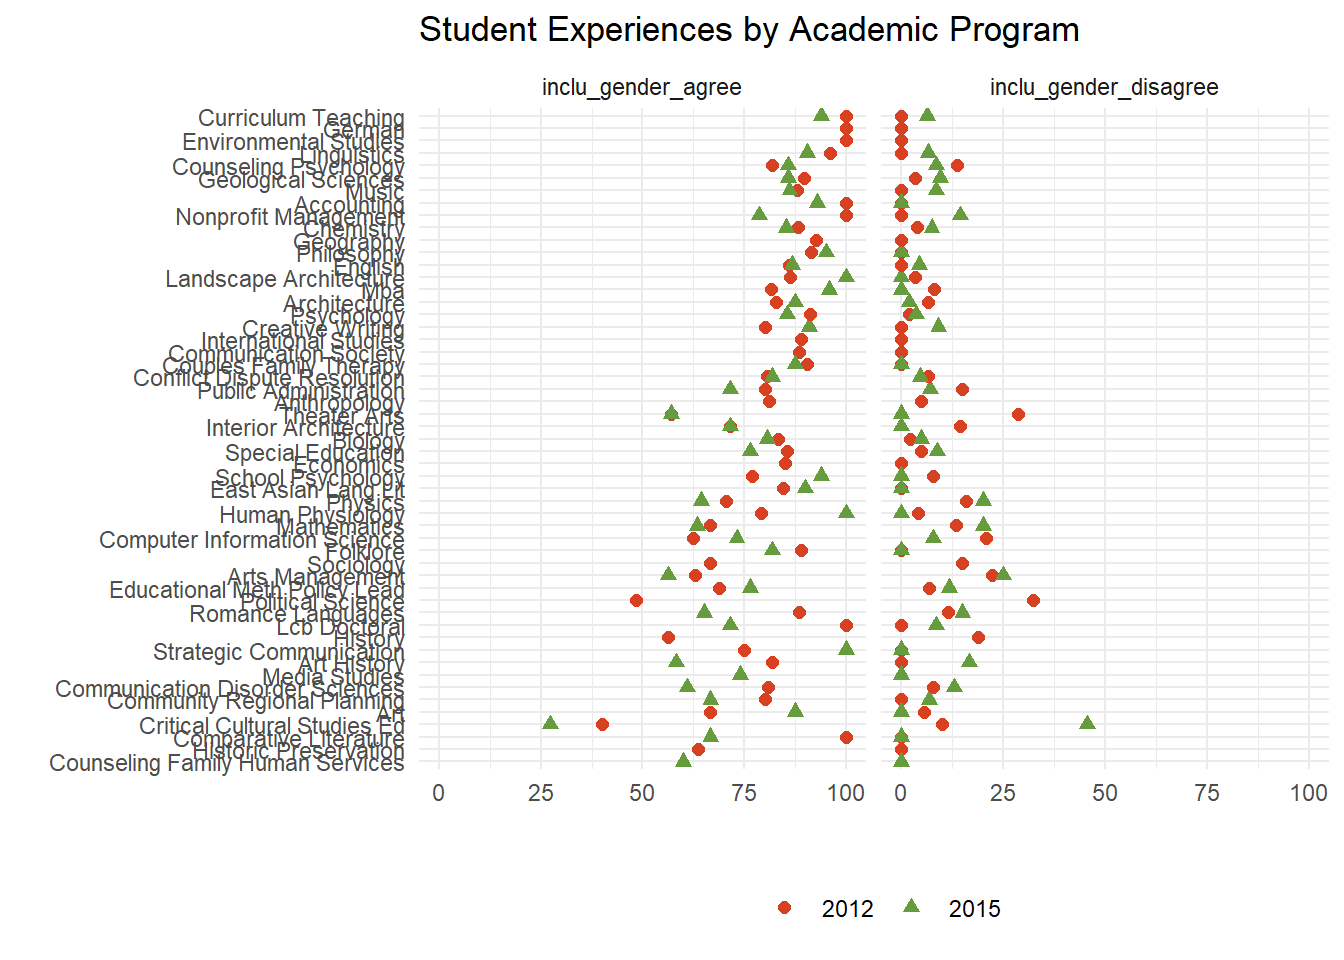 Student Experiences by Academic Program
inclu_gender_agree inclu_gender_disagree
Curriculum Teaching
German
Environmental Studies
Linguistics
Counseling Psychology
Geological Sciences
Music
Accounting
Nonprofit Management
Chemistry
Geography
Philosophy
English
Landscape Architecture
Mba
Architecture
Psychology
Creative Writing
International Studies
Communication Society
Couples Family Therapy
Conflict Dispute Resolution
Public Administration
Anthropology
Theater Arts
Interior Architecture
Biology
Special Education
Economics
School Psychology
East Asian Lang Lit
Physics
Human Physiology
Mathematics
Computer Information Science
Folklore
Sociology
Arts Management
Educational Meth Policy Lead
Political Science
Romance Languages
Lcb Doctoral
History
Strategic Communication
Art History
Media Studies
Communication Disorder Sciences
Community Regional Planning
Art
Critical Cultural Studies Ed
Comparative Literature
Historic Preservation
Counseling Family Human Services
0 25 50 75 100 0 25 50 75 100
2012 2015